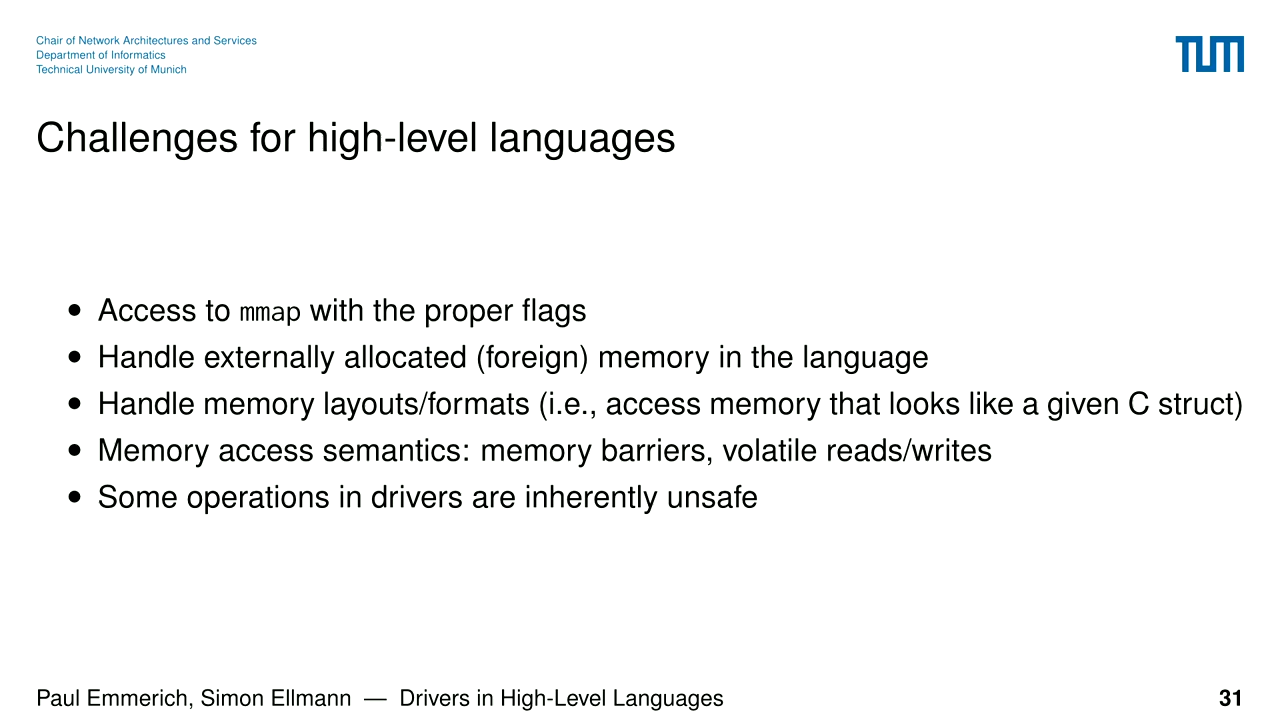 Chair of Network Architectures and Services
Department of Informatics
Technical University of Munich
TUM
Challenges for high-level languages
• Access to mmap with the proper flags
• Handle externally allocated (foreign) memory in the language
• Handle memory layouts/formats (i.e., access memory that looks like a given C struct)
• Memory access semantics: memory barriers, volatile reads/writes
• Some operations in drivers are inherently unsafe
Paul Emmerich, Simon Ellmann — Drivers in High-Level Languages 31